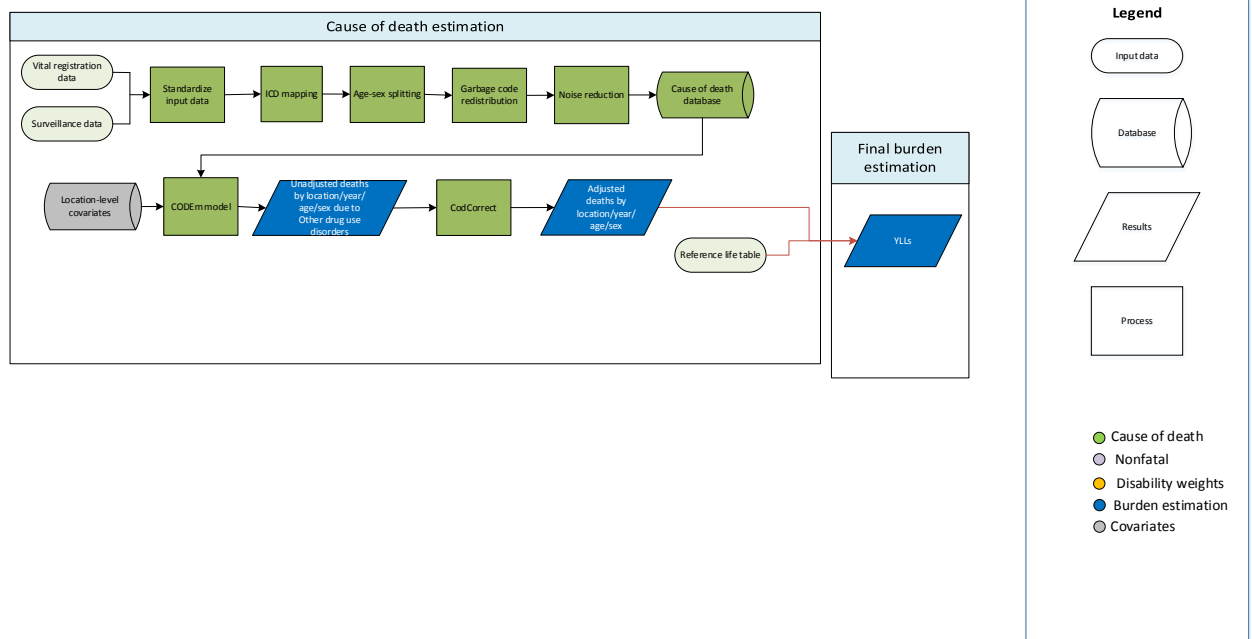 Cause of death estimation
Vital registration
data
Surveillance data
Standardize
input data
ICD mapping
Age-sex splitting
Garbage code
redistribution
Noise reduction
Cause of death
database
Location-level
covariates
CODEm model
Unadjusted deaths
by location/year/
age/sex due to
Other drug use
disorders
CodCorrect
Adjusted
deaths by
location/year/
age/sex
Reference life table
Final burden
estimation
YLLs
Legend
Input data
Database
Results
Process
Cause of death
Nonfatal
Disability weights
Burden estimation
Covariates